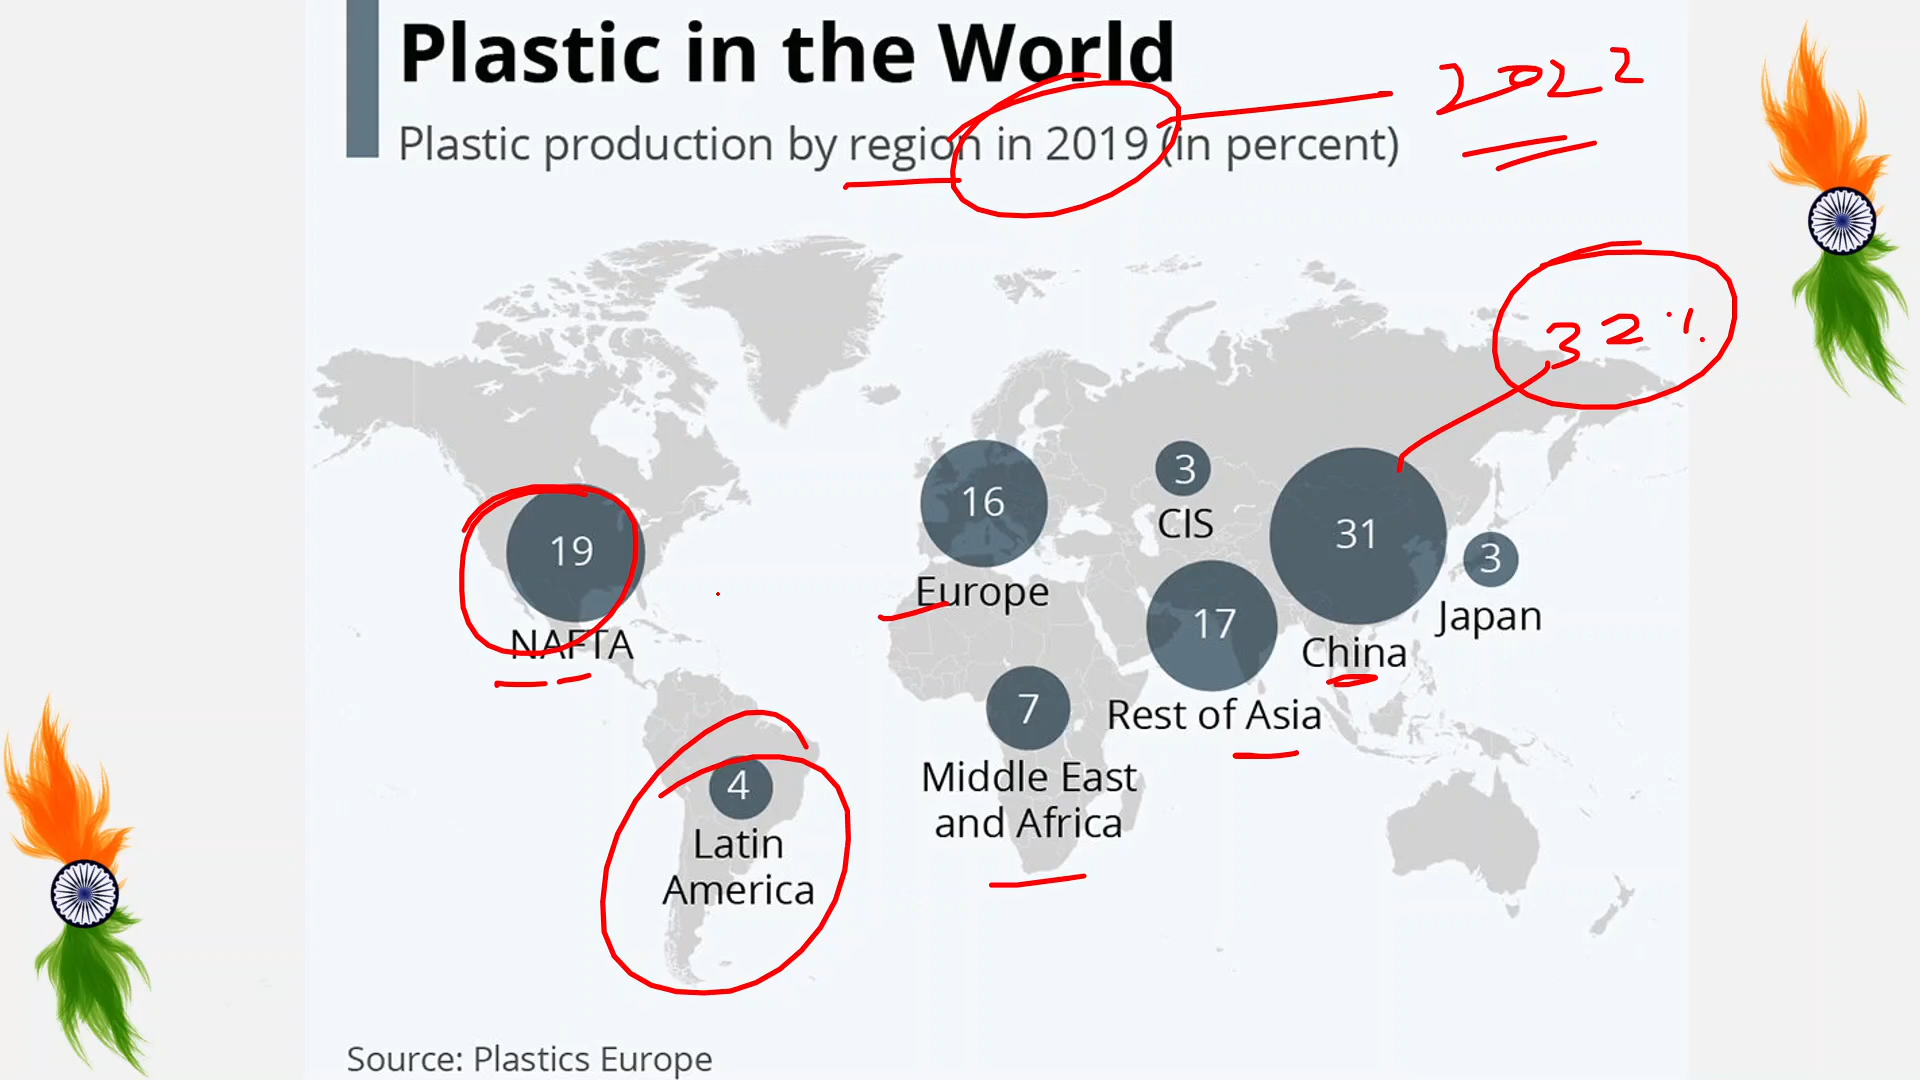 Plastic in the World
2022
Plastic production by region in 2019 (in percent)
32%
16
3
CIS
31
19
3
Europe
Japan
17
NAFTA
China
7
Rest of Asia
4
Middle East
and Africa
Latin
America
Source: Plastics Europe